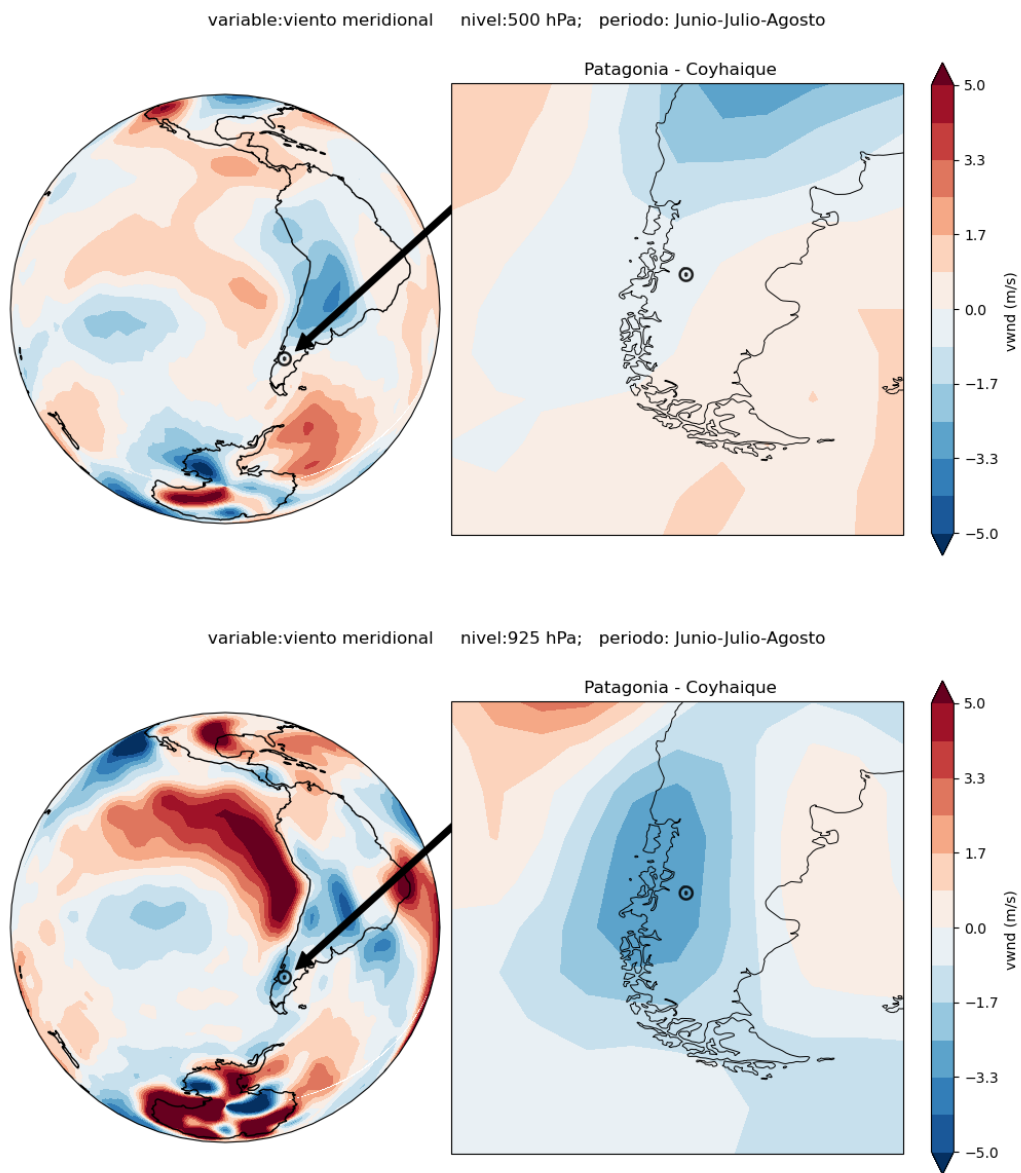 variable:viento meridional     nivel:500 hPa;   periodo: Junio-Julio-Agosto
Patagonia - Coyhaique
5.0
3.3
1.7
0.0
−1.7
−3.3
−5.0
vwnd (m/s)
variable:viento meridional     nivel:925 hPa;   periodo: Junio-Julio-Agosto
Patagonia - Coyhaique
5.0
3.3
1.7
0.0
−1.7
−3.3
−5.0
vwnd (m/s)